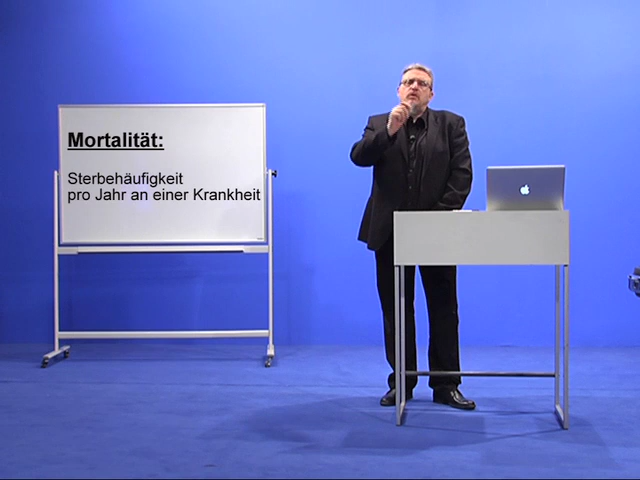 Mortalität:
Sterbehäufigkeit
pro Jahr an einer Krankheit